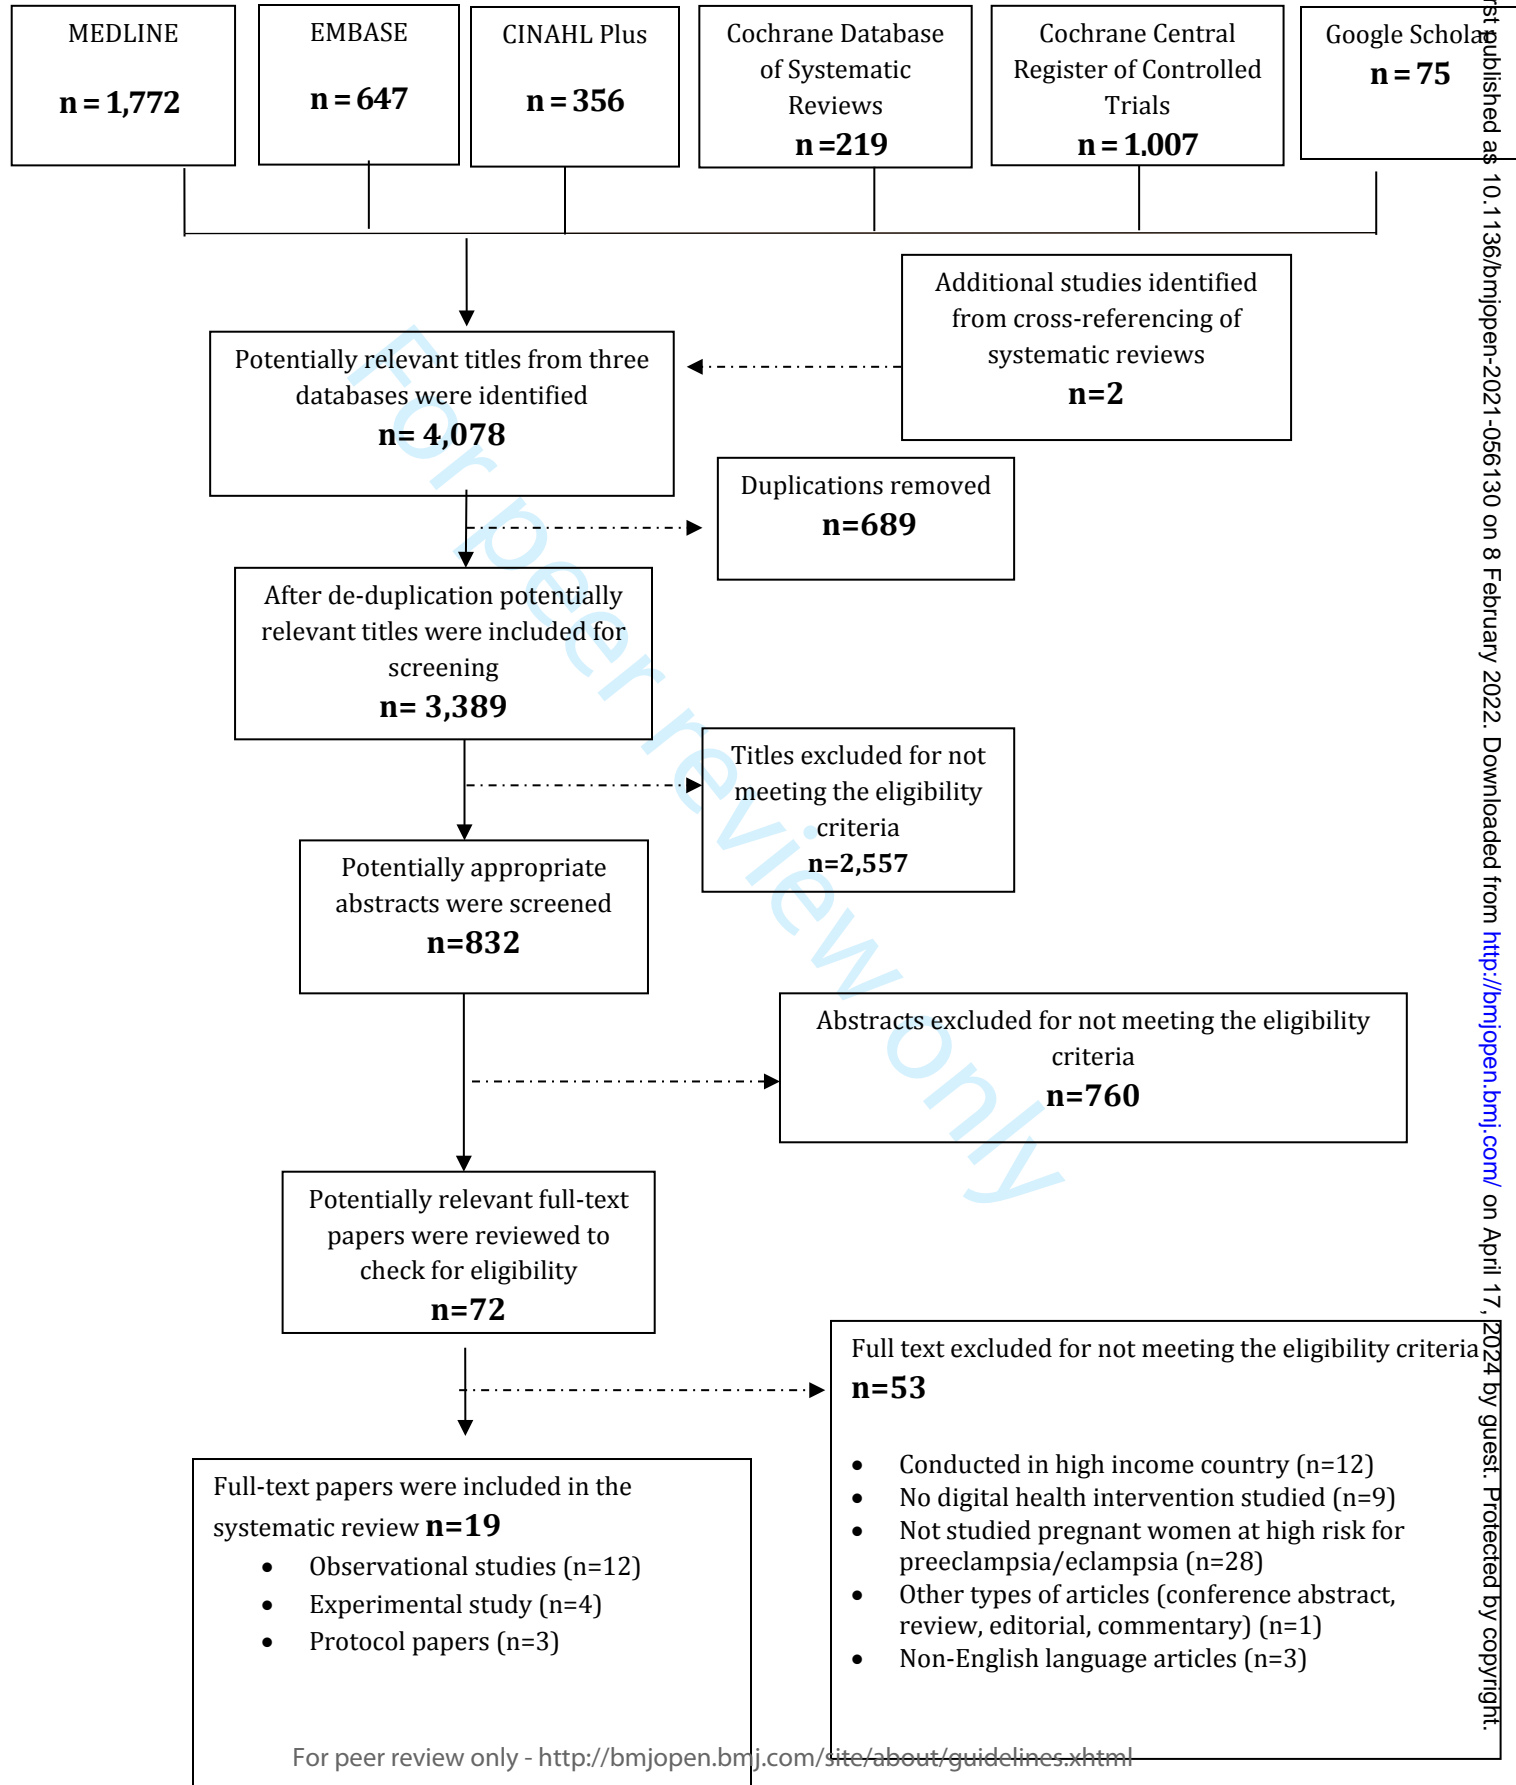 MEDLINE
n = 1,772
EMBASE
n = 647
CINAHL Plus
n = 356
Cochrane Database
of Systematic
Reviews
n =219
Cochrane Central
Register of Controlled
Trials
n = 1,007
Google Scholar
n = 75
Additional studies identified
from cross-referencing of
systematic reviews
n=2
Potentially relevant titles from three
databases were identified
n= 4,078
Duplications removed
n=689
After de-duplication potentially
relevant titles were included for
screening
n= 3,389
Titles excluded for not
meeting the eligibility
criteria
n=2,557
Potentially appropriate
abstracts were screened
n=832
Abstracts excluded for not meeting the eligibility
criteria
n=760
Potentially relevant full-text
papers were reviewed to
check for eligibility
n=72
Full text excluded for not meeting the eligibility criteria
n=53
• Conducted in high income country (n=12)
• No digital health intervention studied (n=9)
• Not studied pregnant women at high risk for
preeclampsia/eclampsia (n=28)
• Other types of articles (conference abstract,
review, editorial, commentary) (n=1)
• Non-English language articles (n=3)
Full-text papers were included in the
systematic review n=19
• Observational studies (n=12)
• Experimental study (n=4)
• Protocol papers (n=3)
For peer review only
For peer review only - http://bmjopen.bmj.com/site/about/guidelines.xhtml
published as 10.1136/bmjopen-2021-056130 on 8 February 2022. Downloaded from http://bmjopen.bmj.com/ on April 17, 2024 by guest. Protected by copyright.